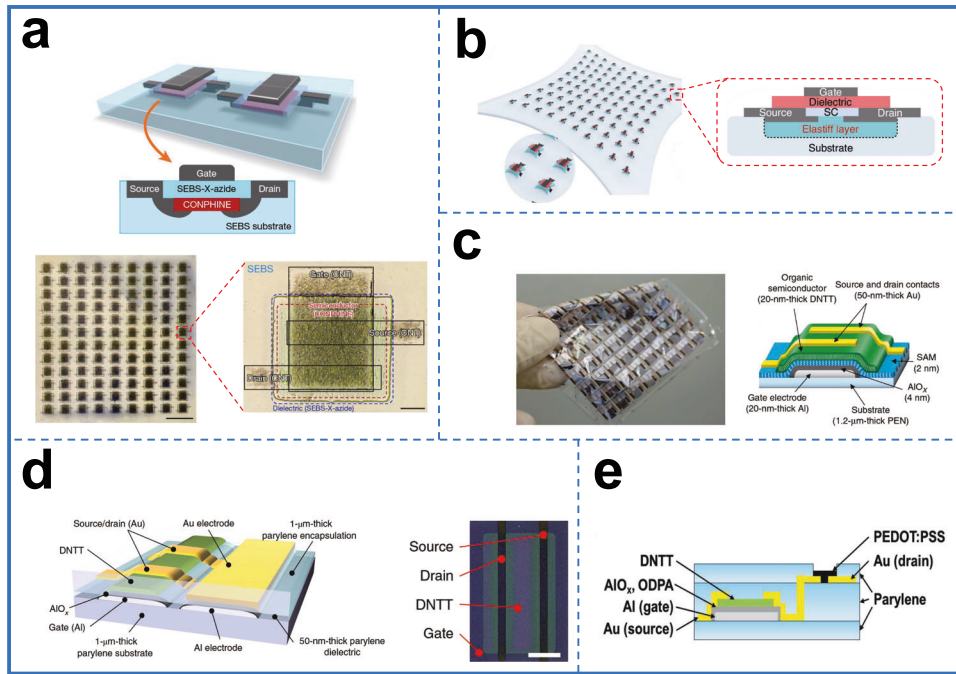 a
Gate
Source
SEBS-X-azide
Drain
CONPHINE
SEBS substrate
SEBS
Gate (CNT)
Semiconductor
(CONPHINE)
Source (CNT)
Drain (CNT)
Dielectric (SEBS-X-azide)
b
Gate
Dielectric
Source
SC
Drain
Elastiff layer
Substrate
c
Organic
semiconductor
(20-nm-thick DNTT)
Source and drain contacts
(50-nm-thick Au)
SAM
(2 nm)
AlOx
(4 nm)
Gate electrode
(20-nm-thick Al)
Substrate
(1.2-μm-thick PEN)
d
Source/drain (Au)
Au electrode
1-μm-thick
parylene encapsulation
DNTT
AlOx
Gate (Al)
1-μm-thick
parylene substrate
Al electrode
50-nm-thick parylene
dielectric
Source
Drain
DNTT
Gate
e
PEDOT:PSS
DNTT
Au (drain)
AlOx, ODPA
Al (gate)
Parylene
Au (source)